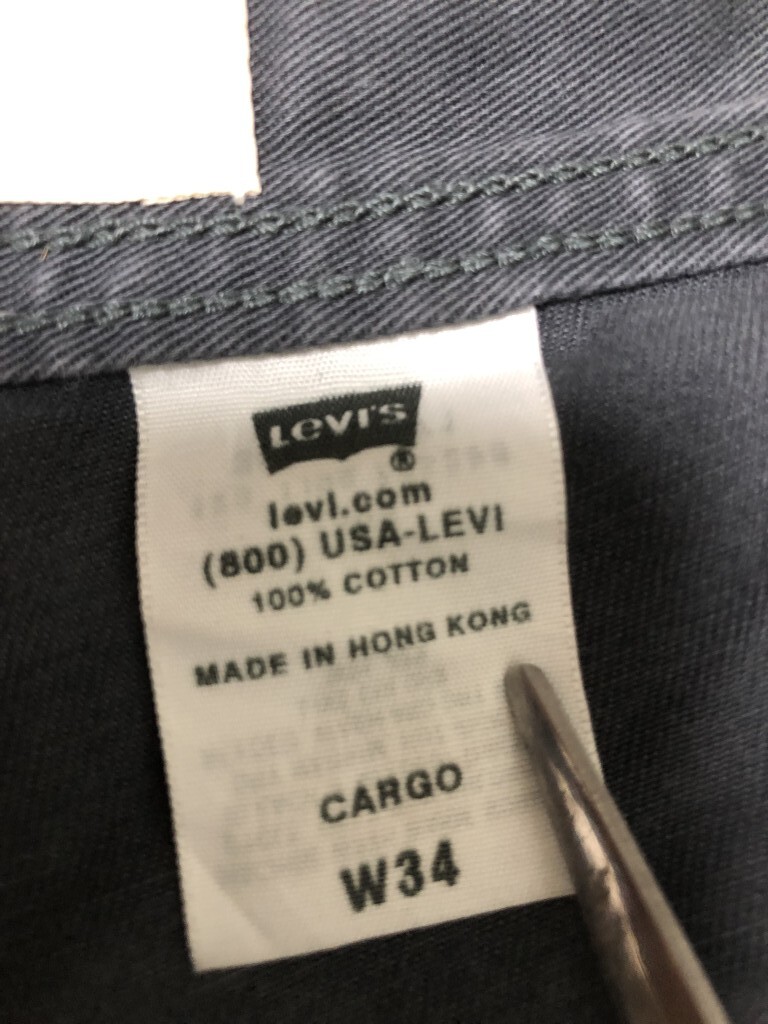 LEVI'S
®
levi.com
(800) USA-LEVI
100% COTTON
MADE IN HONG KONG
CARGO
W34